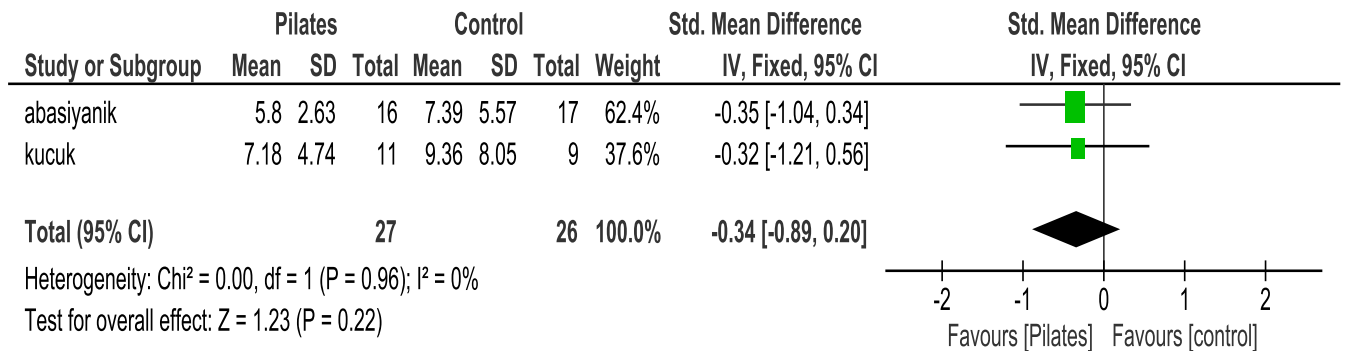 Pilates Control Std. Mean Difference Std. Mean Difference
Study or Subgroup Mean SD Total Mean SD Total Weight IV, Fixed, 95% CI IV, Fixed, 95% CI
abasiyanik 5.8 2.63 16 7.39 5.57 17 62.4% -0.35 [-1.04, 0.34]
kucuk 7.18 4.74 11 9.36 8.05 9 37.6% -0.32 [-1.21, 0.56]
Total (95% CI) 27 26 100.0% -0.34 [-0.89, 0.20]
Heterogeneity: Chi² = 0.00, df = 1 (P = 0.96); I² = 0%
Test for overall effect: Z = 1.23 (P = 0.22)
-2 -1 0 1 2
Favours [Pilates] Favours [control]